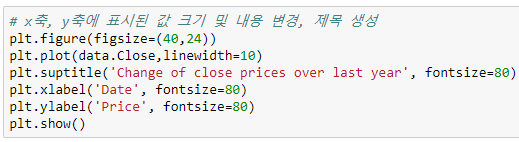 # x축, y축에 표시된 값 크기 및 내용 변경, 제목 생성
plt.figure(figsize=(40,24))
plt.plot(data.Close,linewidth=10)
plt.suptitle('Change of close prices over last year', fontsize=80)
plt.xlabel('Date', fontsize=80)
plt.ylabel('Price', fontsize=80)
plt.show()